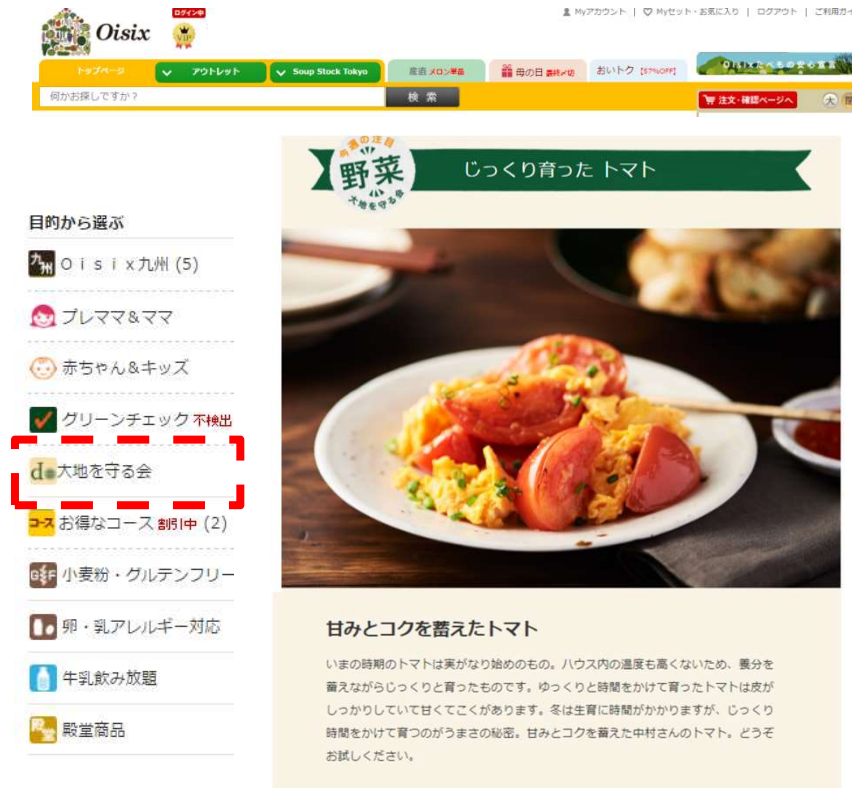 Oisix
ログイン中
VIP
Myアカウント | Myセット・お気に入り | ログアウト | ご利用ガイ
トップページ
アウトレット
Soup Stock Tokyo
産直 メロン単品
母の日 最終〆切
おいトク [57%OFF]
Oisixたべもの安心宣言
何かお探しですか?
検 索
注文・確認ページへ
大
今週の注目
野菜
大地を守る会
じっくり育った トマト
目的から選ぶ
九州
Oisix九州 (5)
プレママ&ママ
赤ちゃん&キッズ
グリーンチェック 不検出
d 大地を守る会
コース お得なコース 割引中 (2)
小麦粉・グルテンフリー
卵・乳アレルギー対応
牛乳飲み放題
殿堂 殿堂商品
甘みとコクを蓄えたトマト
いまの時期のトマトは実がなり始めのもの。ハウス内の温度も高くないため、養分を
蓄えながらじっくりと育ったものです。ゆっくりと時間をかけて育ったトマトは皮が
しっかりしていて甘くてこくがあります。冬は生育に時間がかかりますが、じっくり
時間をかけて育つのがうまさの秘密。甘みとコクを蓄えた中村さんのトマト。どうぞ
お試しください。